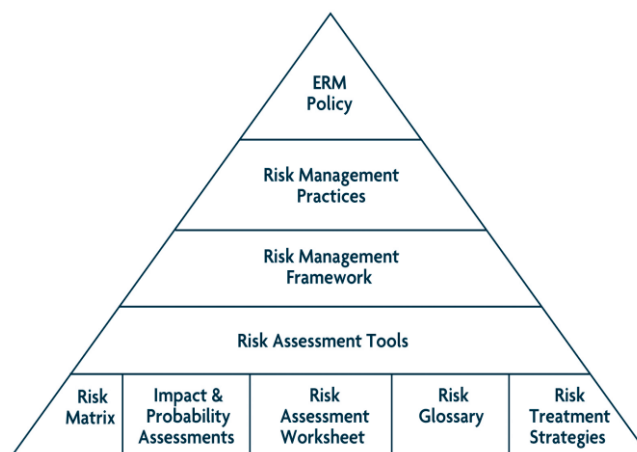 ERM
Policy
Risk Management
Practices
Risk Management
Framework
Risk Assessment Tools
Risk
Matrix
Impact &
Probability
Assessments
Risk
Assessment
Worksheet
Risk
Glossary
Risk
Treatment
Strategies